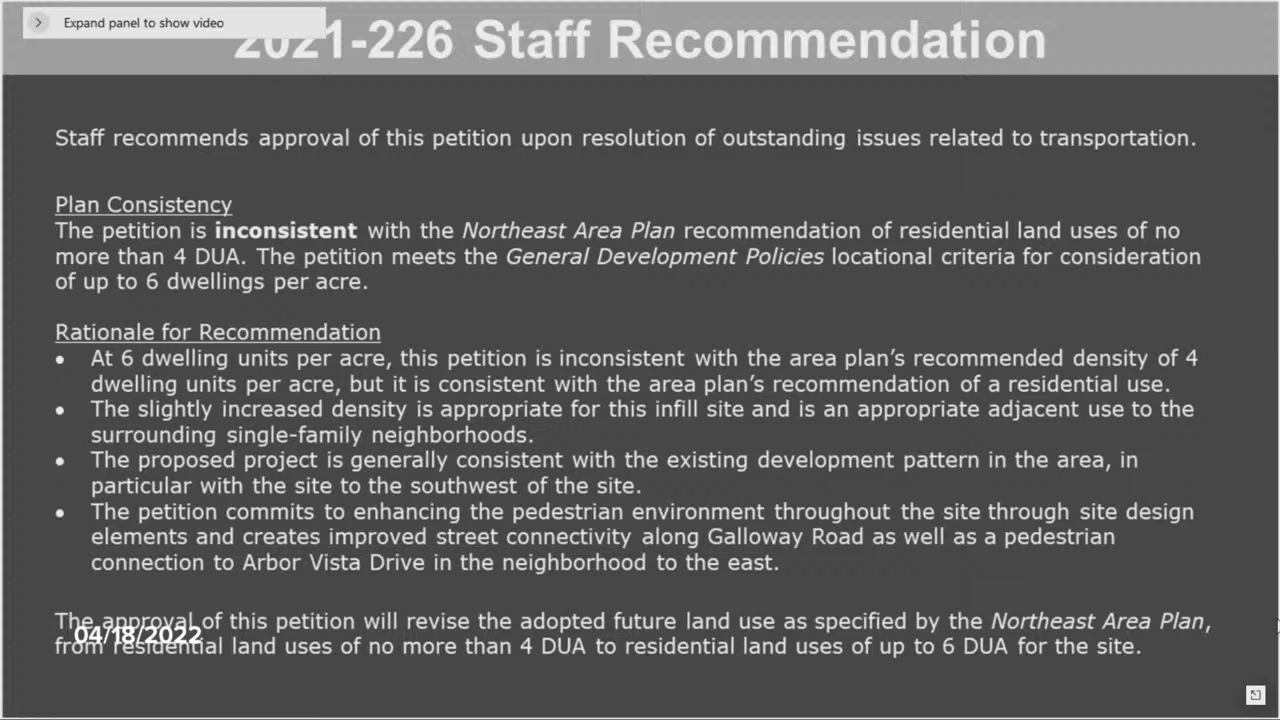 Expand panel to show video
2021-226 Staff Recommendation
Staff recommends approval of this petition upon resolution of outstanding issues related to transportation.
Plan Consistency
The petition is inconsistent with the Northeast Area Plan recommendation of residential land uses of no
more than 4 DUA. The petition meets the General Development Policies locational criteria for consideration
of up to 6 dwellings per acre.
Rationale for Recommendation
• At 6 dwelling units per acre, this petition is inconsistent with the area plan's recommended density of 4
dwelling units per acre, but it is consistent with the area plan's recommendation of a residential use.
• The slightly increased density is appropriate for this infill site and is an appropriate adjacent use to the
surrounding single-family neighborhoods.
• The proposed project is generally consistent with the existing development pattern in the area, in
particular with the site to the southwest of the site.
• The petition commits to enhancing the pedestrian environment throughout the site through site design
elements and creates improved street connectivity along Galloway Road as well as a pedestrian
connection to Arbor Vista Drive in the neighborhood to the east.
The approval of this petition will revise the adopted future land use as specified by the Northeast Area Plan,
04/18/2022
from residential land uses of no more than 4 DUA to residential land uses of up to 6 DUA for the site.